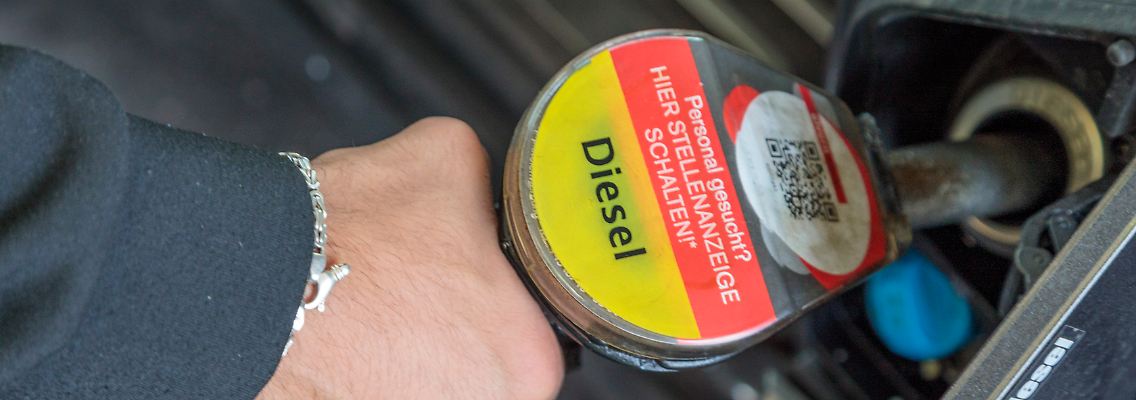 Diesel
Personal gesucht?
HIER STELLENANZEIGE
SCHALTEN!*